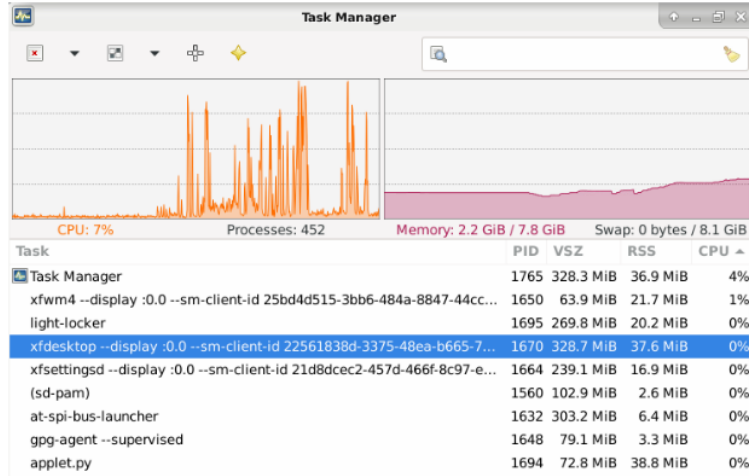 Task Manager
CPU: 7% Processes: 452 Memory: 2.2 GiB / 7.8 GiB Swap: 0 bytes / 8.1 GiB
Task PID VSZ RSS CPU
Task Manager 1765 328.3 MiB 36.9 MiB 4%
xfwm4 --display :0.0 --sm-client-id 25bd4d515-3bb6-484a-8847-44cc... 1650 63.9 MiB 21.7 MiB 1%
light-locker 1695 269.8 MiB 20.2 MiB 0%
xfdesktop --display :0.0 --sm-client-id 22561838d-3375-48ea-b665-7... 1670 328.7 MiB 37.6 MiB 0%
xfsettingsd --display :0.0 --sm-client-id 21d8dcec2-457d-466f-8c97-e... 1664 239.1 MiB 16.9 MiB 0%
(sd-pam) 1560 102.9 MiB 2.6 MiB 0%
at-spi-bus-launcher 1632 303.2 MiB 6.4 MiB 0%
gpg-agent --supervised 1648 79.1 MiB 3.3 MiB 0%
applet.py 1694 72.8 MiB 38.8 MiB 0%